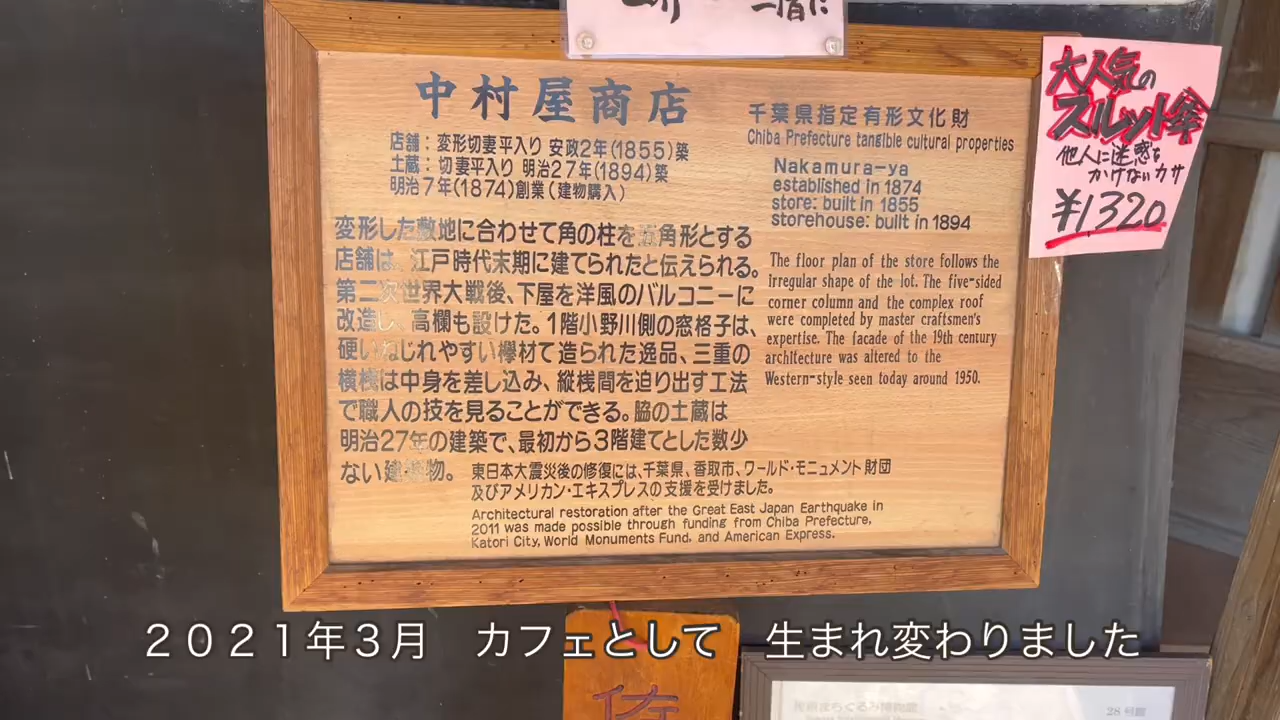 二階に
中村屋商店
店舗：変形切妻平入り 安政2年(1855)築
土蔵：切妻平入り 明治27年(1894)築
明治7年(1874)創業(建物購入)
変形した敷地に合わせて角の柱を五角形とする
店舗は、江戸時代末期に建てられたと伝えられる。
第二次世界大戦後、下屋を洋風のバルコニーに
改造し、高欄も設けた。1階小野川側の窓格子は、
硬いねじれやすい欅材で造られた逸品、三重の
横桟は中身を差し込み、縦桟間を迫り出す工法
で職人の技を見ることができる。脇の土蔵は
明治27年の建築で、最初から3階建てとした数少
ない建築物。
東日本大震災後の修復には、千葉県、香取市、ワールド・モニュメント財団
及びアメリカン・エキスプレスの支援を受けました。
Architectural restoration after the Great East Japan Earthquake in
2011 was made possible through funding from Chiba Prefecture,
Katori City, World Monuments Fund, and American Express.
千葉県指定有形文化財
Chiba Prefecture tangible cultural properties
Nakamura-ya
established in 1874
store: built in 1855
storehouse: built in 1894
The floor plan of the store follows the
irregular shape of the lot. The five-sided
corner column and the complex roof
were completed by master craftsmen's
expertise. The facade of the 19th century
architecture was altered to the
Western-style seen today around 1950.
大人気の
スルット傘
他人に迷惑を
かけないカサ
¥1320
2021年3月 カフェとして 生まれ変わりました
佐
佐原まちぐるみ博物館
28号館